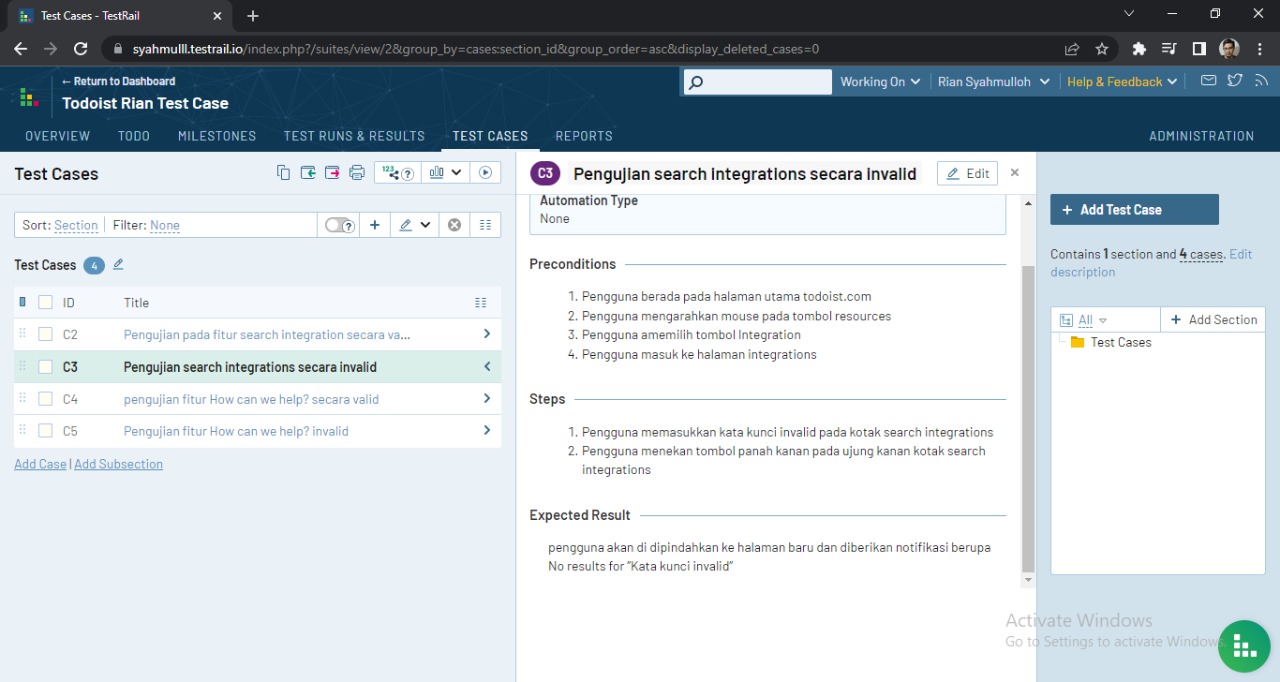 Test Cases - TestRail
syahmulll.testrail.io/index.php?/suites/view/2&group_by=cases:section_id&group_order=asc&display_deleted_cases=0
← Return to Dashboard
Todoist Rian Test Case
Working On
Rian Syahmulloh
Help & Feedback
OVERVIEW TODO MILESTONES TEST RUNS & RESULTS TEST CASES REPORTS ADMINISTRATION
Test Cases
123 ?
Sort: Section Filter: None
?
Test Cases 4
ID Title
C2 Pengujian pada fitur search integration secara va...
C3 Pengujian search integrations secara invalid
C4 pengujian fitur How can we help? secara valid
C5 Pengujian fitur How can we help? invalid
Add Case | Add Subsection
C3 Pengujian search integrations secara invalid Edit
Automation Type
None
Preconditions
1. Pengguna berada pada halaman utama todoist.com
2. Pengguna mengarahkan mouse pada tombol resources
3. Pengguna amemilih tombol Integration
4. Pengguna masuk ke halaman integrations
Steps
1. Pengguna memasukkan kata kunci invalid pada kotak search integrations
2. Pengguna menekan tombol panah kanan pada ujung kanan kotak search
integrations
Expected Result
pengguna akan di dipindahkan ke halaman baru dan diberikan notifikasi berupa
No results for "Kata kunci invalid"
+ Add Test Case
Contains 1 section and 4 cases. Edit
description
All
+ Add Section
Test Cases
Activate Windows
Go to Settings to activate Windows.